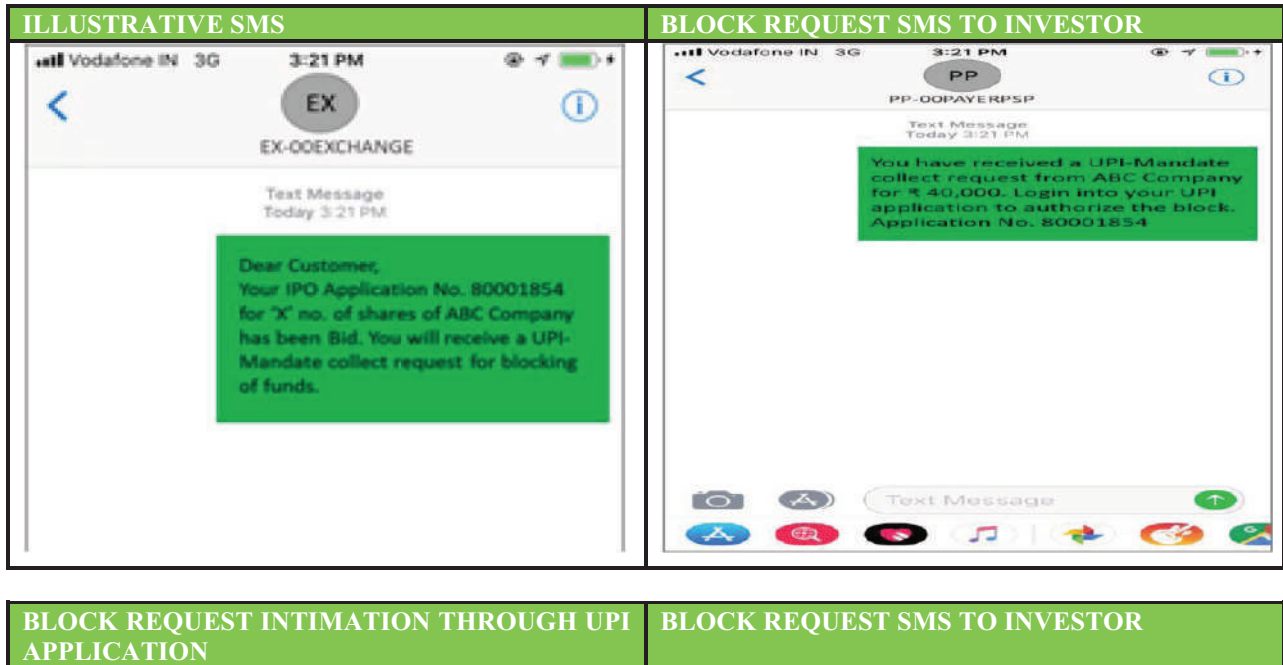 ILLUSTRATIVE SMS
Vodafone IN 3G 3:21 PM
EX
EX-OOEXCHANGE
Text Message
Today 3:21 PM
Dear Customer,
Your IPO Application No. 80001854
for 'X' no. of shares of ABC Company
has been Bid. You will receive a UPI-
Mandate collect request for blocking
of funds.
BLOCK REQUEST SMS TO INVESTOR
Vodafone IN 3G 3:21 PM
PP
PP-OOPAYERPSP
Text Message
Today 3:21 PM
You have received a UPI-Mandate
collect request from ABC Company
for ₹ 40,000. Login into your UPI
application to authorize the block.
Application No. 80001854
Text Message
BLOCK REQUEST INTIMATION THROUGH UPI
APPLICATION
BLOCK REQUEST SMS TO INVESTOR